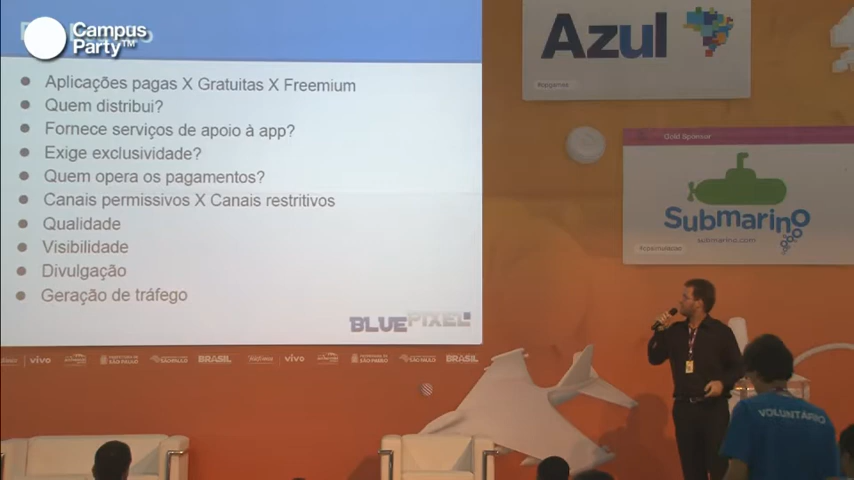 Campus
Party™
Aplicações pagas X Gratuitas X Freemium
Quem distribui?
Fornece serviços de apoio à app?
Exige exclusividade?
Quem opera os pagamentos?
Canais permissivos X Canais restritivos
Qualidade
Visibilidade
Divulgação
Geração de tráfego
BLUEPIXEL
Azul
Gold Sponsor
Submarino
submarino.com
vivo
SÃO PAULO
BRASIL
vivo
BRASIL
VOLUNTÁRIO